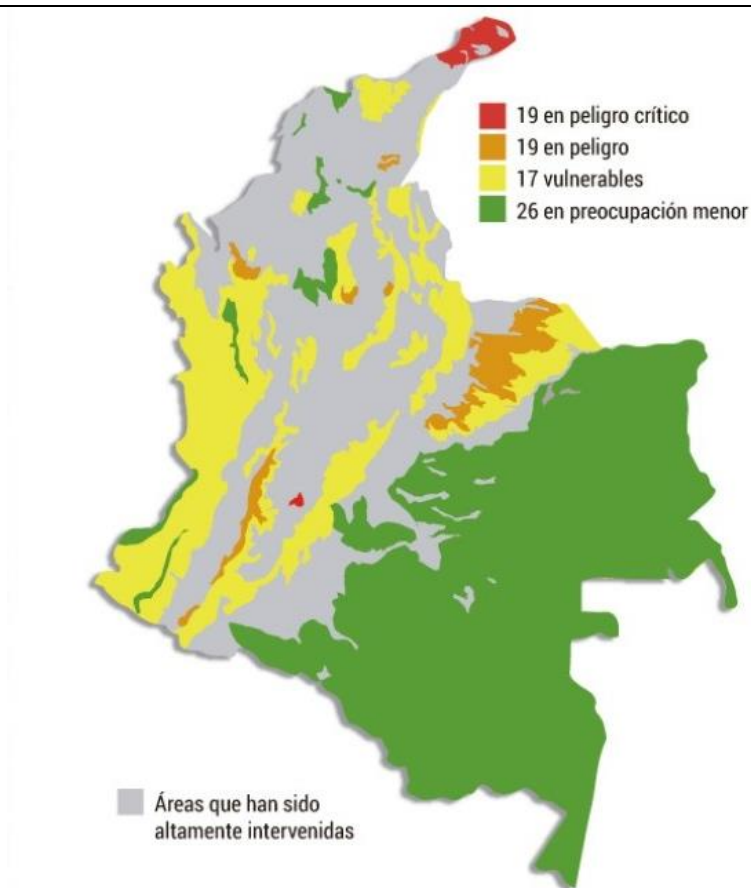 19 en peligro crítico
19 en peligro
17 vulnerables
26 en preocupación menor
Áreas que han sido
altamente intervenidas